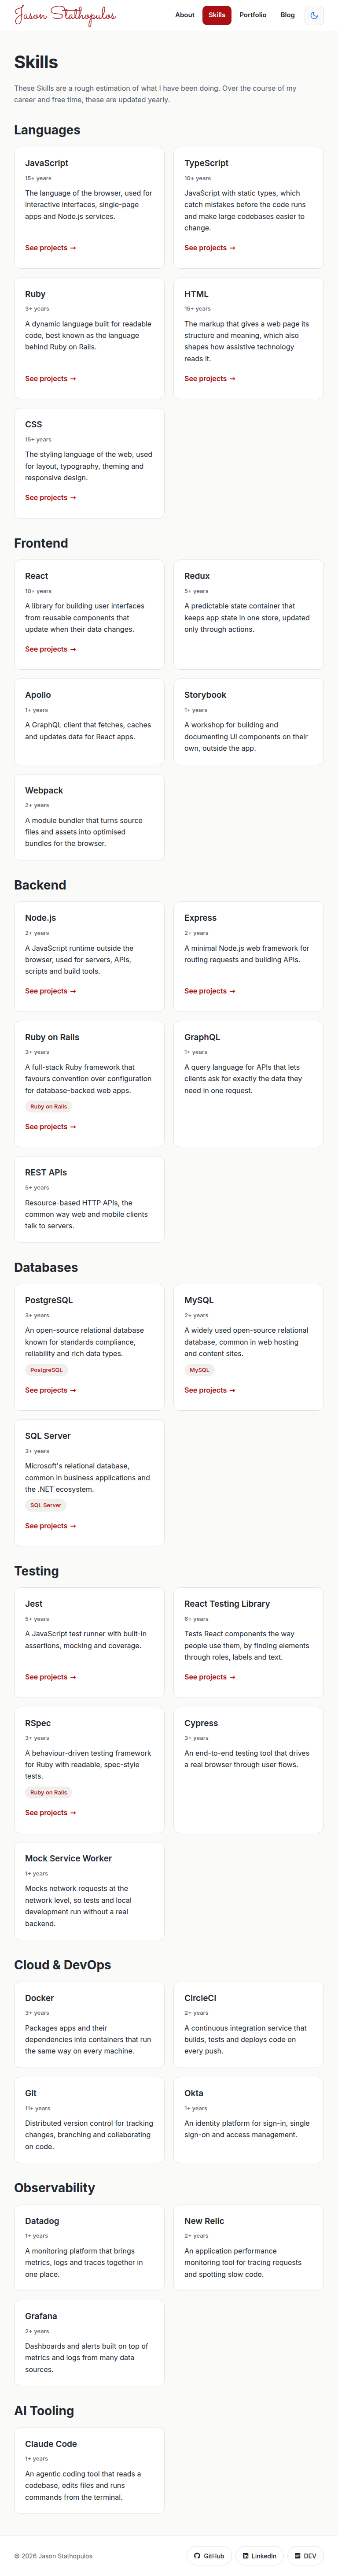 Jason Stathopulos
About Skills Portfolio Blog
Skills
These Skills are a rough estimation of what I have been doing. Over the course of my
career and free time, these are updated yearly.
Languages
JavaScript
15+ years
The language of the browser, used for
interactive interfaces, single-page
apps and Node.js services.
See projects →
TypeScript
10+ years
JavaScript with static types, which
catch mistakes before the code runs
and make large codebases easier to
change.
See projects →
Ruby
3+ years
A dynamic language built for readable
code, best known as the language
behind Ruby on Rails.
See projects →
HTML
15+ years
The markup that gives a web page its
structure and meaning, which also
shapes how assistive technology
reads it.
See projects →
CSS
15+ years
The styling language of the web, used
for layout, typography, theming and
responsive design.
See projects →
Frontend
React
10+ years
A library for building user interfaces
from reusable components that
update when their data changes.
See projects →
Redux
5+ years
A predictable state container that
keeps app state in one store, updated
only through actions.
Apollo
1+ years
A GraphQL client that fetches, caches
and updates data for React apps.
Storybook
1+ years
A workshop for building and
documenting UI components on their
own, outside the app.
Webpack
2+ years
A module bundler that turns source
files and assets into optimised
bundles for the browser.
Backend
Node.js
2+ years
A JavaScript runtime outside the
browser, used for servers, APIs,
scripts and build tools.
See projects →
Express
2+ years
A minimal Node.js web framework for
routing requests and building APIs.
See projects →
Ruby on Rails
3+ years
A full-stack Ruby framework that
favours convention over configuration
for database-backed web apps.
Ruby on Rails
See projects →
GraphQL
1+ years
A query language for APIs that lets
clients ask for exactly the data they
need in one request.
REST APIs
5+ years
Resource-based HTTP APIs, the
common way web and mobile clients
talk to servers.
Databases
PostgreSQL
3+ years
An open-source relational database
known for standards compliance,
reliability and rich data types.
PostgreSQL
See projects →
MySQL
2+ years
A widely used open-source relational
database, common in web hosting
and content sites.
MySQL
See projects →
SQL Server
3+ years
Microsoft's relational database,
common in business applications and
the .NET ecosystem.
SQL Server
See projects →
Testing
Jest
5+ years
A JavaScript test runner with built-in
assertions, mocking and coverage.
See projects →
React Testing Library
6+ years
Tests React components the way
people use them, by finding elements
through roles, labels and text.
See projects →
RSpec
3+ years
A behaviour-driven testing framework
for Ruby with readable, spec-style
tests.
Ruby on Rails
See projects →
Cypress
3+ years
An end-to-end testing tool that drives
a real browser through user flows.
Mock Service Worker
1+ years
Mocks network requests at the
network level, so tests and local
development run without a real
backend.
Cloud & DevOps
Docker
3+ years
Packages apps and their
dependencies into containers that run
the same way on every machine.
CircleCI
2+ years
A continuous integration service that
builds, tests and deploys code on
every push.
Git
11+ years
Distributed version control for tracking
changes, branching and collaborating
on code.
Okta
1+ years
An identity platform for sign-in, single
sign-on and access management.
Observability
Datadog
1+ years
A monitoring platform that brings
metrics, logs and traces together in
one place.
New Relic
2+ years
An application performance
monitoring tool for tracing requests
and spotting slow code.
Grafana
2+ years
Dashboards and alerts built on top of
metrics and logs from many data
sources.
AI Tooling
Claude Code
1+ years
An agentic coding tool that reads a
codebase, edits files and runs
commands from the terminal.
© 2026 Jason Stathopulos
GitHub LinkedIn DEV